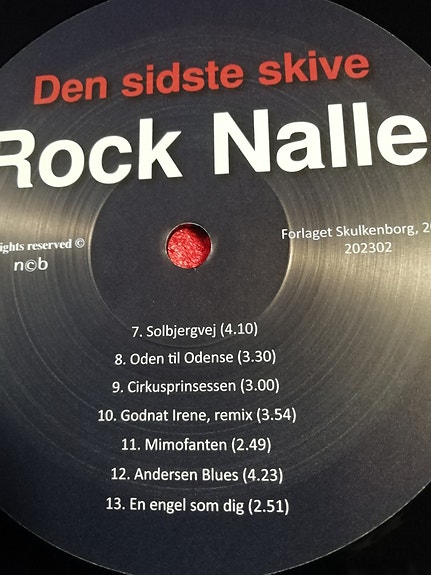 Den sidste skive
Rock Nalle
ights reserved ©
n©b
Forlaget Skulkenborg, 20
202302
7. Solbjergvej (4.10)
8. Oden til Odense (3.30)
9. Cirkusprinsessen (3.00)
10. Godnat Irene, remix (3.54)
11. Mimofanten (2.49)
12. Andersen Blues (4.23)
13. En engel som dig (2.51)